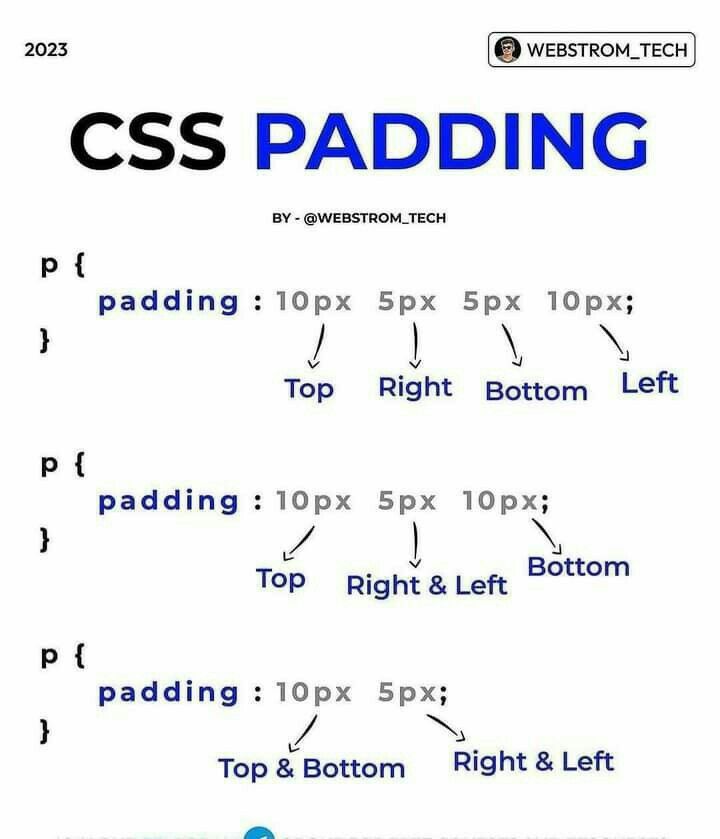 2023
WEBSTROM_TECH
CSS PADDING
BY - @WEBSTROM_TECH
p {
padding : 10px 5px 5px 10px;
}
Top Right Bottom Left
p {
padding : 10px 5px 10px;
}
Top Right & Left Bottom
p {
padding : 10px 5px;
}
Top & Bottom Right & Left